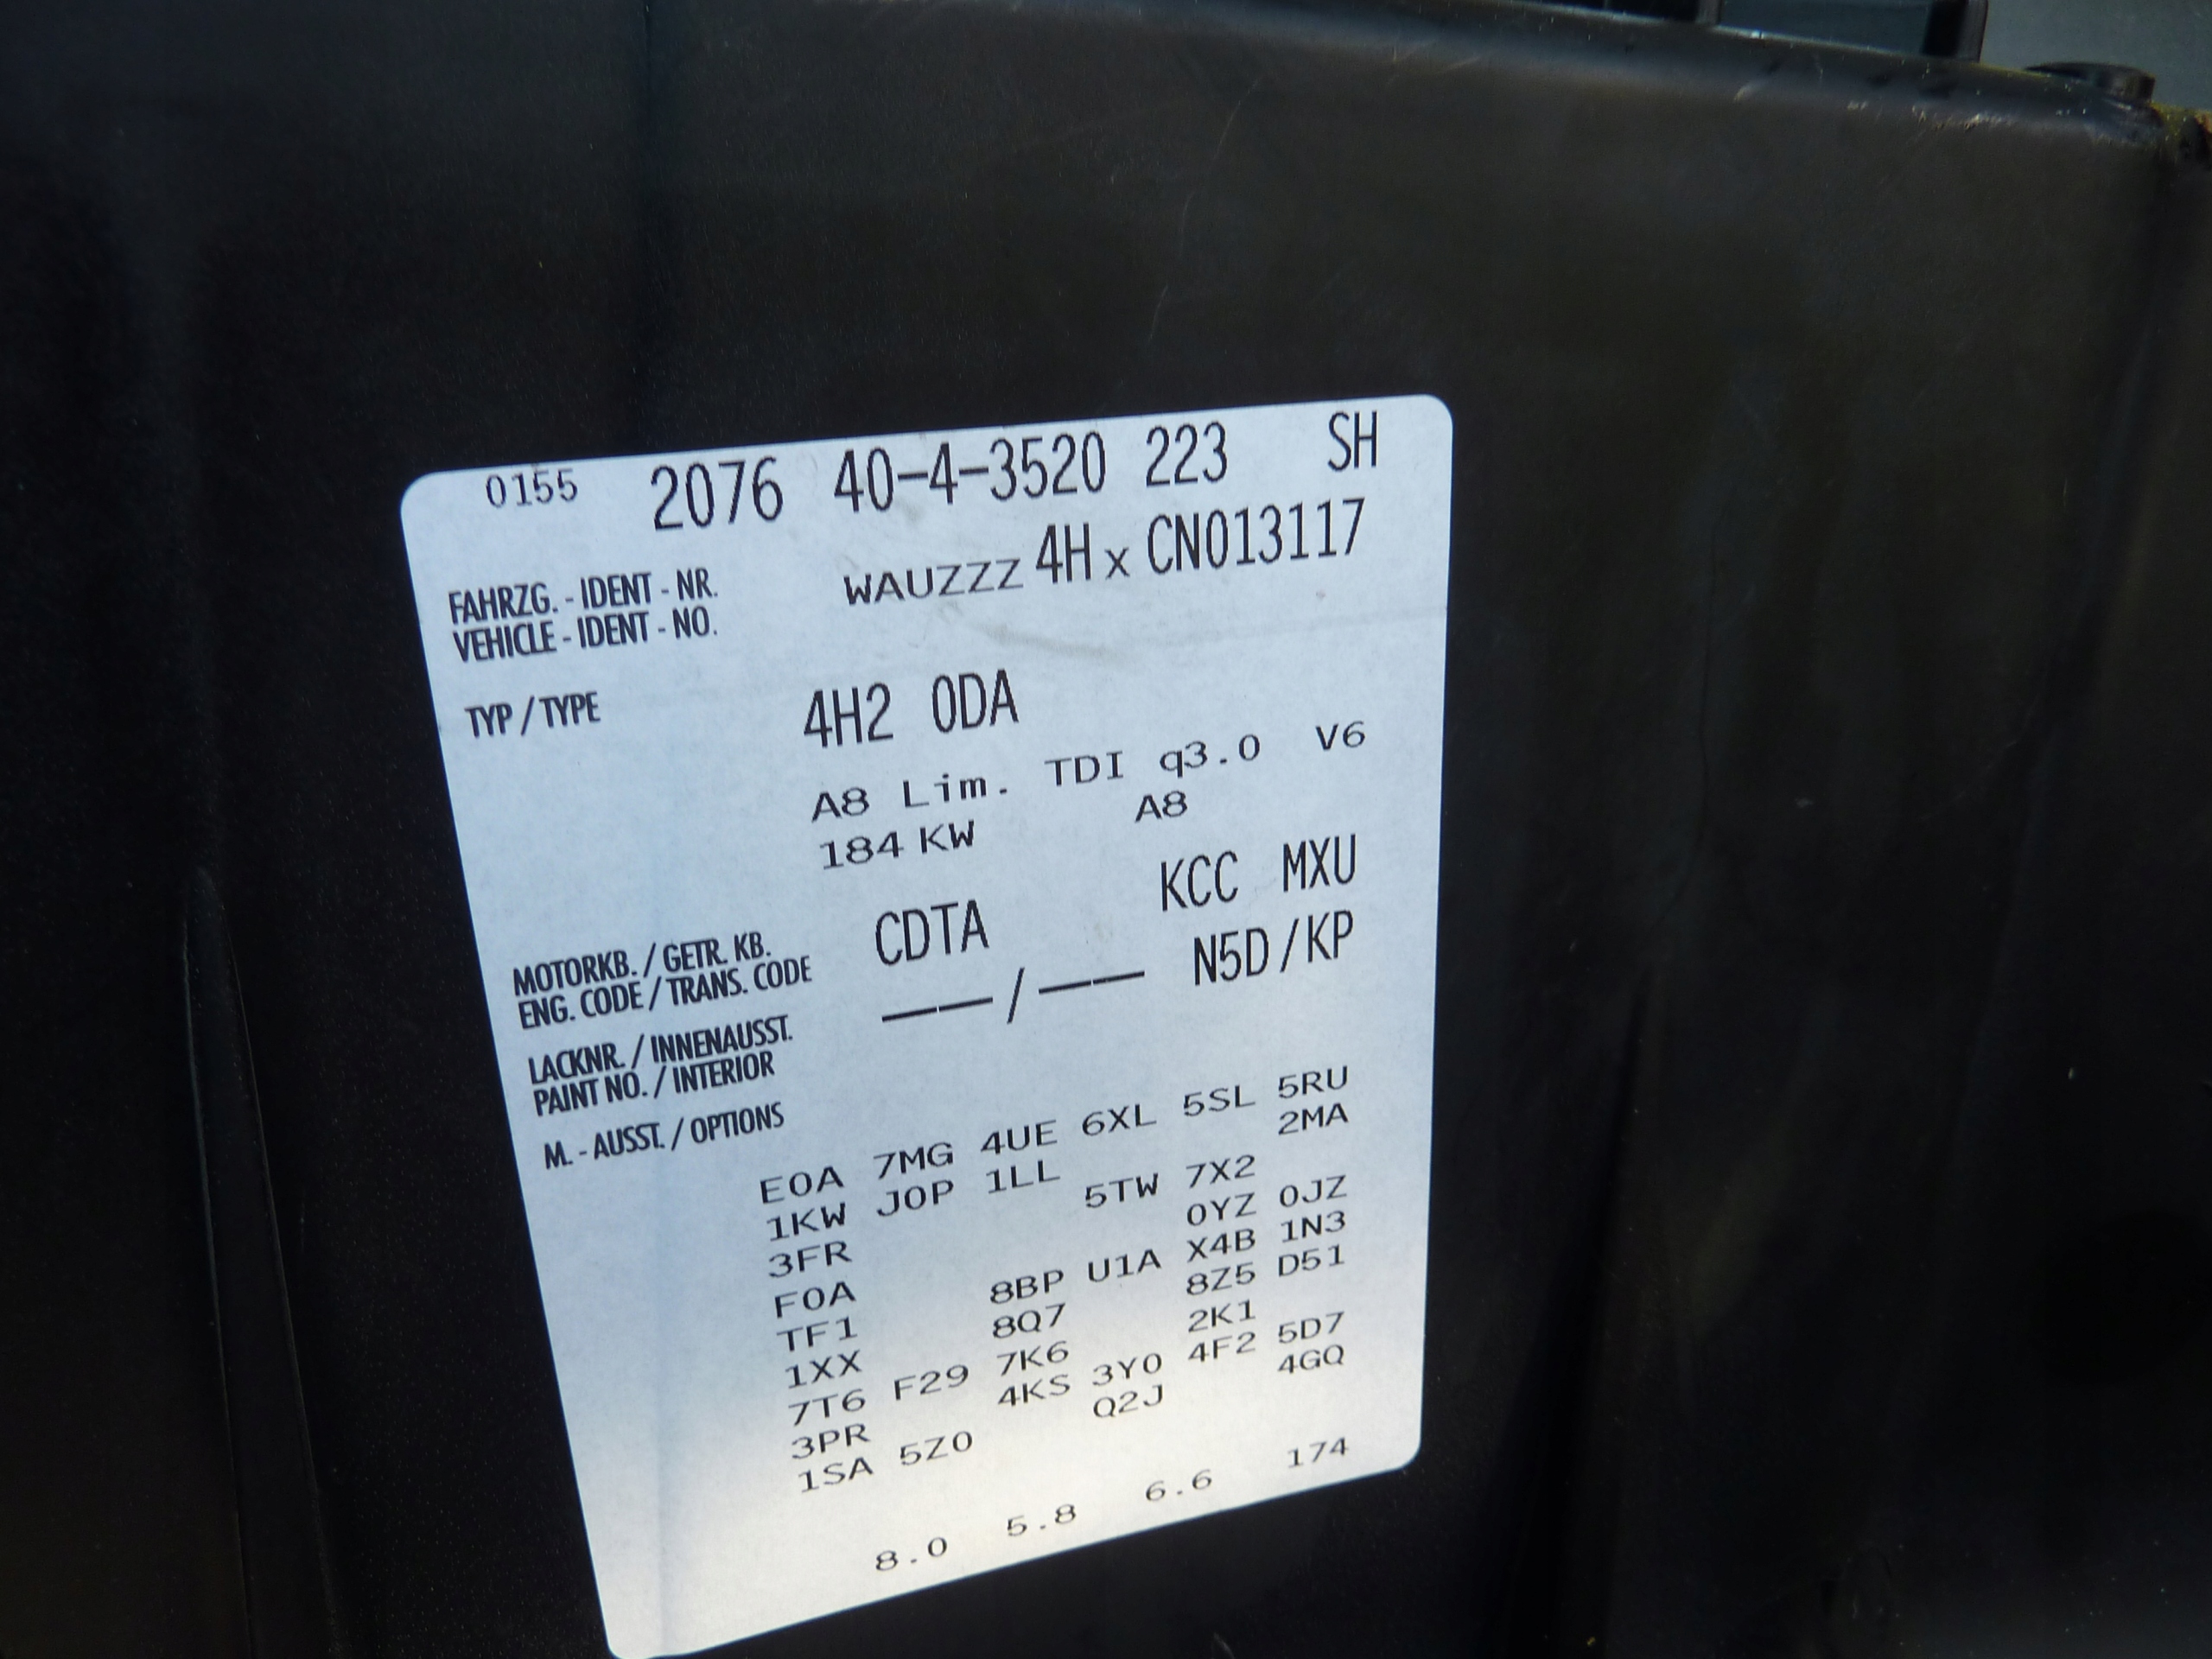 0155 2076 40-4-3520 223 SH
FAHRZG. - IDENT - NR. WAUZZZ 4H x CN013117
VEHICLE - IDENT - NO.
TYP / TYPE 4H2 0DA
A8 Lim. TDI q3.0 V6
184 KW A8
MOTORKB. / GETR. KB. CDTA KCC MXU
ENG. CODE / TRANS. CODE
LACKNR. / INNENAUSST. —— / —— N5D / KP
PAINT NO. / INTERIOR
M. - AUSST. / OPTIONS
E0A 7MG 4UE 6XL 5SL 5RU
1KW J0P 1LL 2MA
3FR 5TW 7X2
F0A 0YZ 0JZ
TF1 8BP U1A X4B 1N3
1XX 8Q7 8Z5 D51
7T6 F29 7K6 2K1
3PR 4KS 3Y0 4F2 5D7
1SA 5Z0 Q2J 4GQ
8.0 5.8 6.6 174